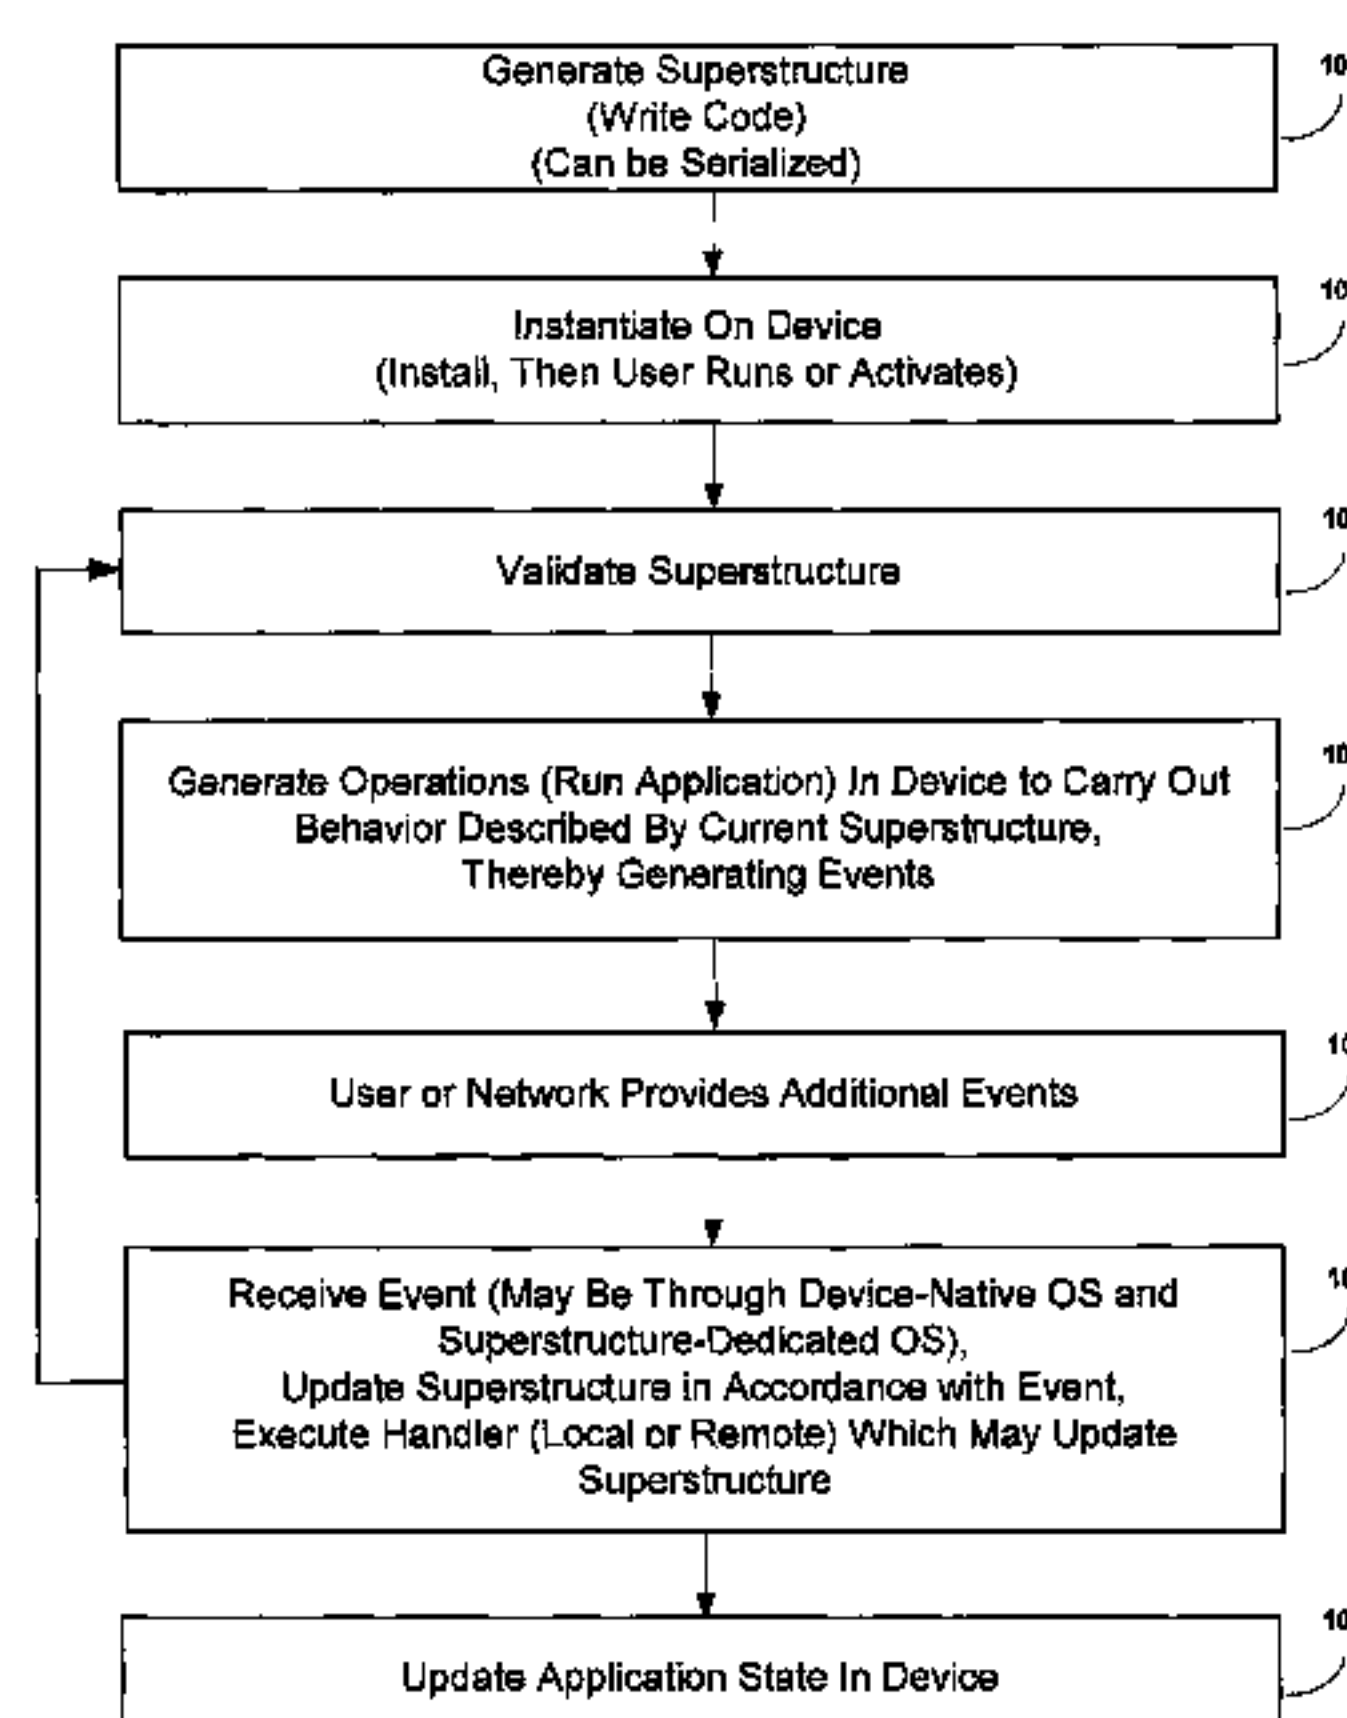 Generate Superstructure
(Write Code)
(Can be Serialized)
Instantiate On Device
(Install, Then User Runs or Activates)
Validate Superstructure
Generate Operations (Run Application) In Device to Carry Out
Behavior Described By Current Superstructure,
Thereby Generating Events
User or Network Provides Additional Events
Receive Event (May Be Through Device-Native OS and
Superstructure-Dedicated OS),
Update Superstructure in Accordance with Event,
Execute Handler (Local or Remote) Which May Update
Superstructure
Update Application State In Device